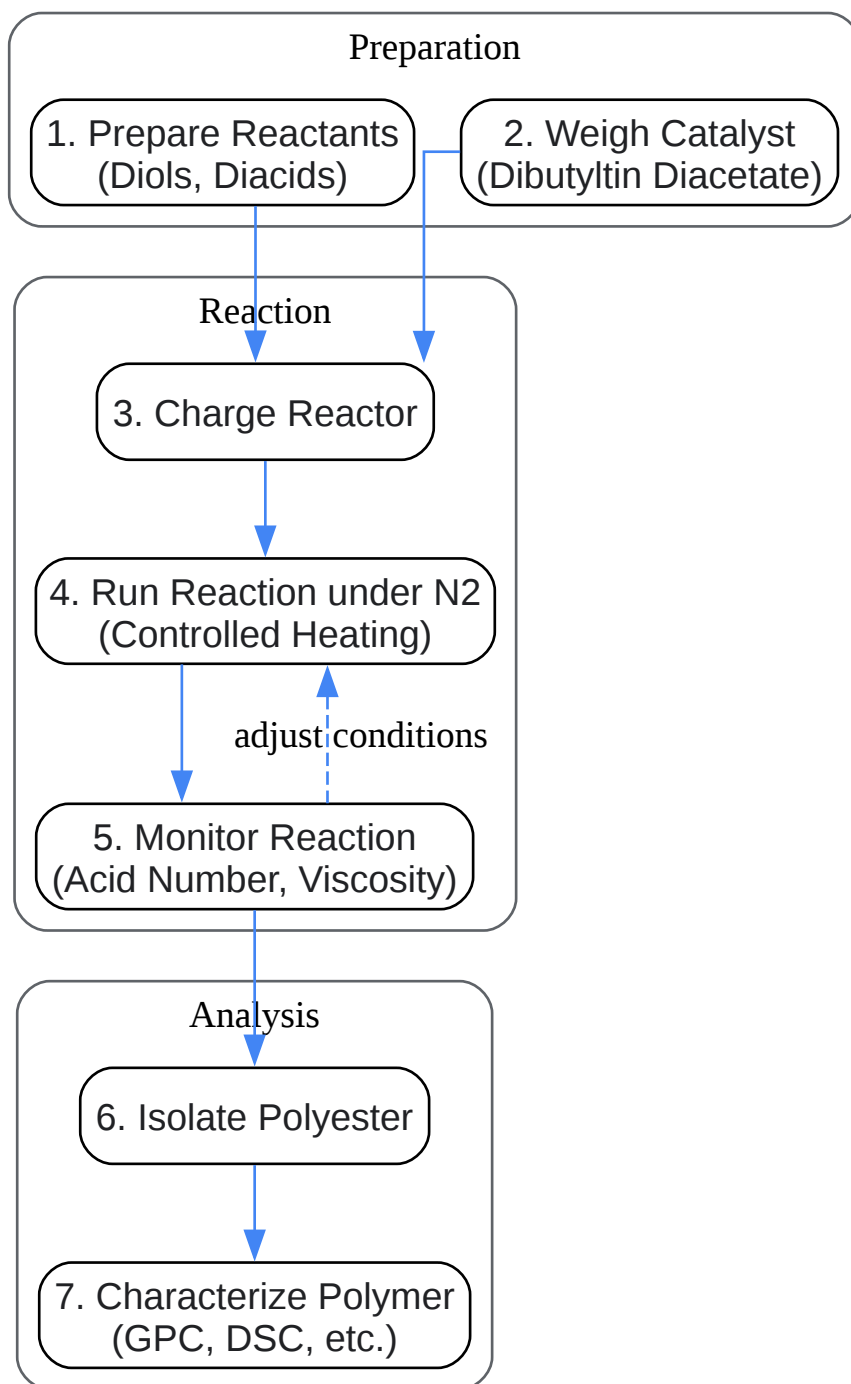 Preparation
1. Prepare Reactants
(Diols, Diacids)
2. Weigh Catalyst
(Dibutyltin Diacetate)
Reaction
3. Charge Reactor
4. Run Reaction under N2
(Controlled Heating)
adjust conditions
5. Monitor Reaction
(Acid Number, Viscosity)
Analysis
6. Isolate Polyester
7. Characterize Polymer
(GPC, DSC, etc.)